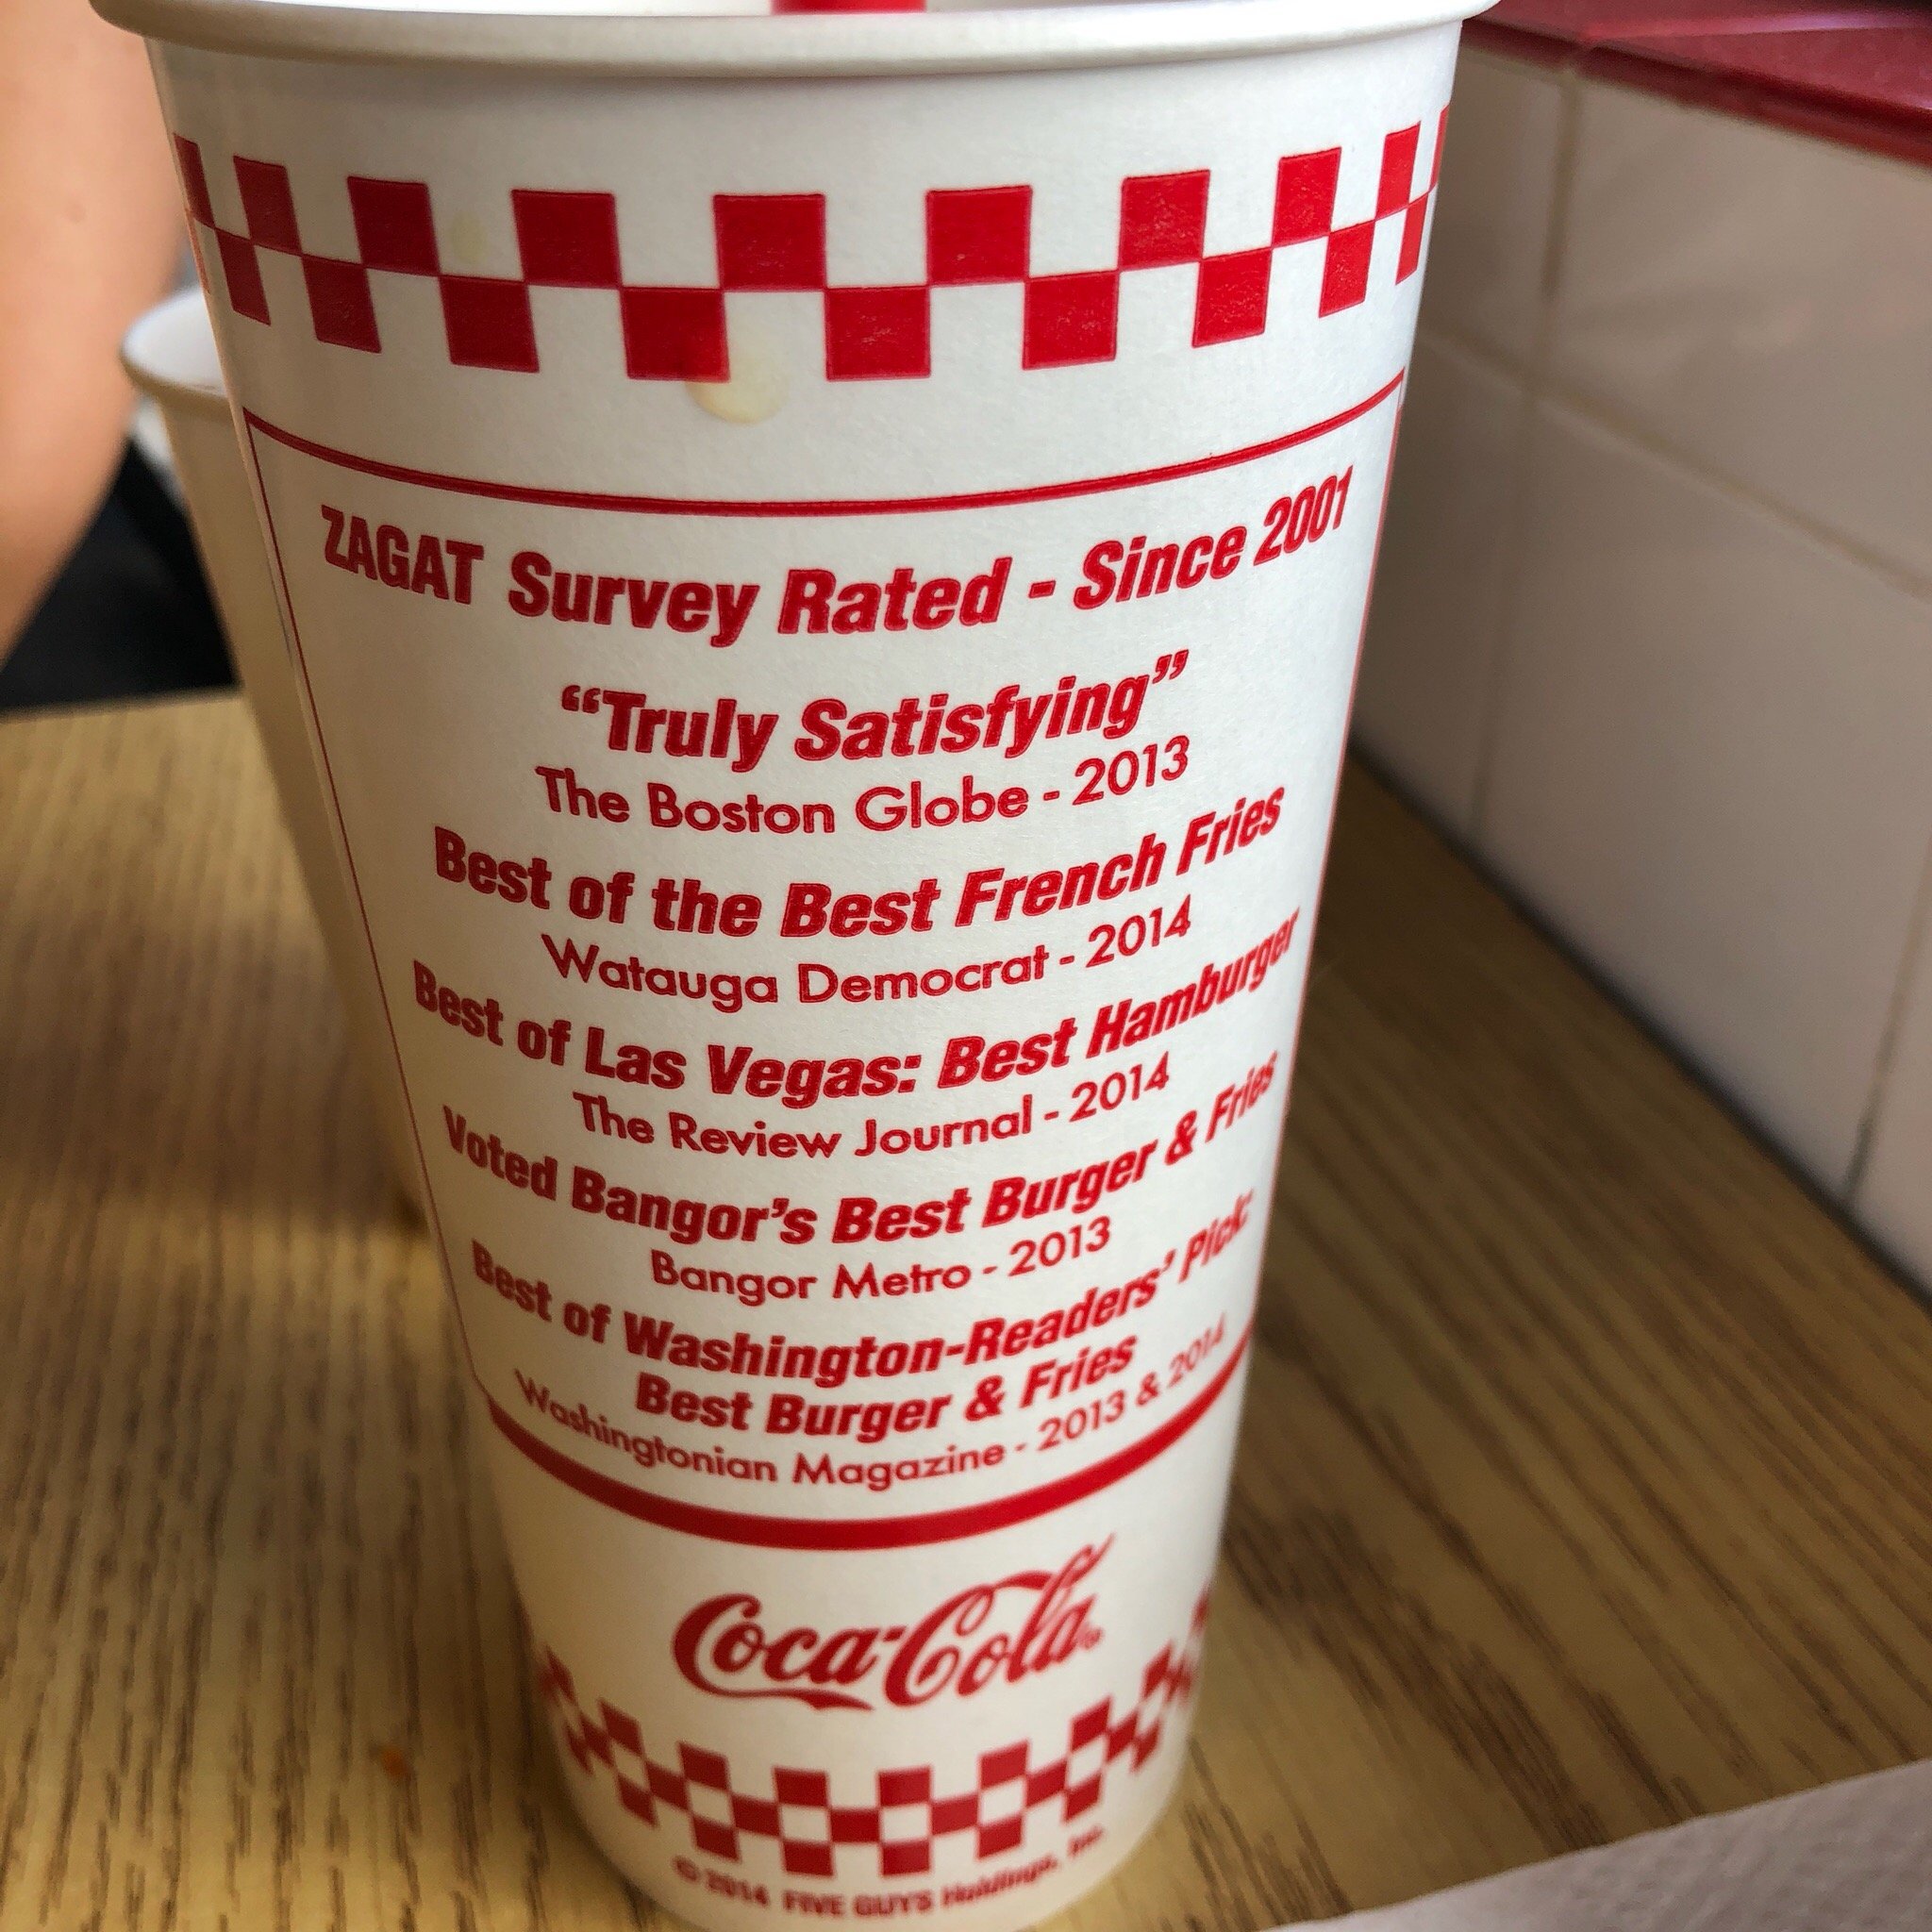 ZAGAT Survey Rated - Since 2001
“Truly Satisfying”
The Boston Globe - 2013
Best of the Best French Fries
Watauga Democrat - 2014
Best of Las Vegas: Best Hamburger
The Review Journal - 2014
Voted Bangor’s Best Burger & Fries
Bangor Metro - 2013
Best of Washington-Readers’ Pick:
Best Burger & Fries
Washingtonian Magazine - 2013 & 2014
Coca-Cola®
© 2014 FIVE GUYS Holdings, Inc.